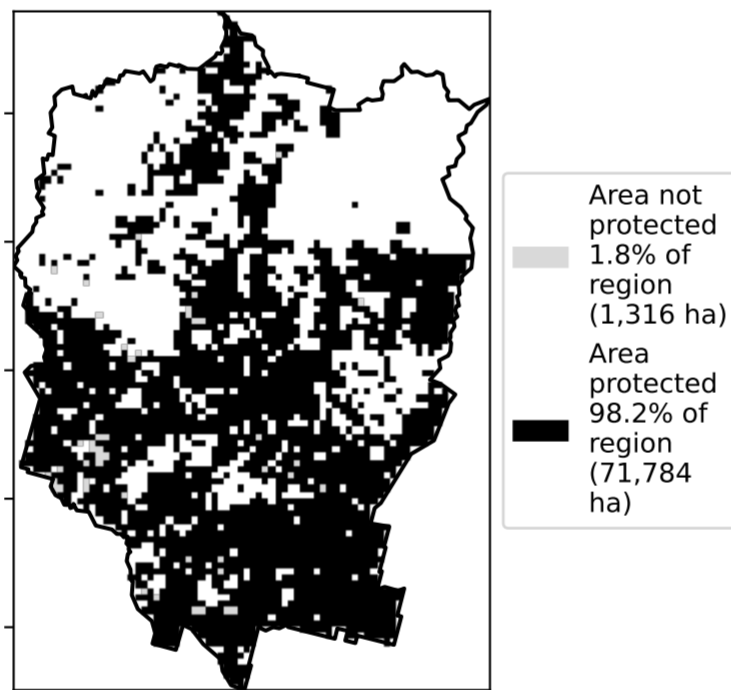 Area not
protected
1.8% of
region
(1,316 ha)
Area
protected
98.2% of
region
(71,784
ha)